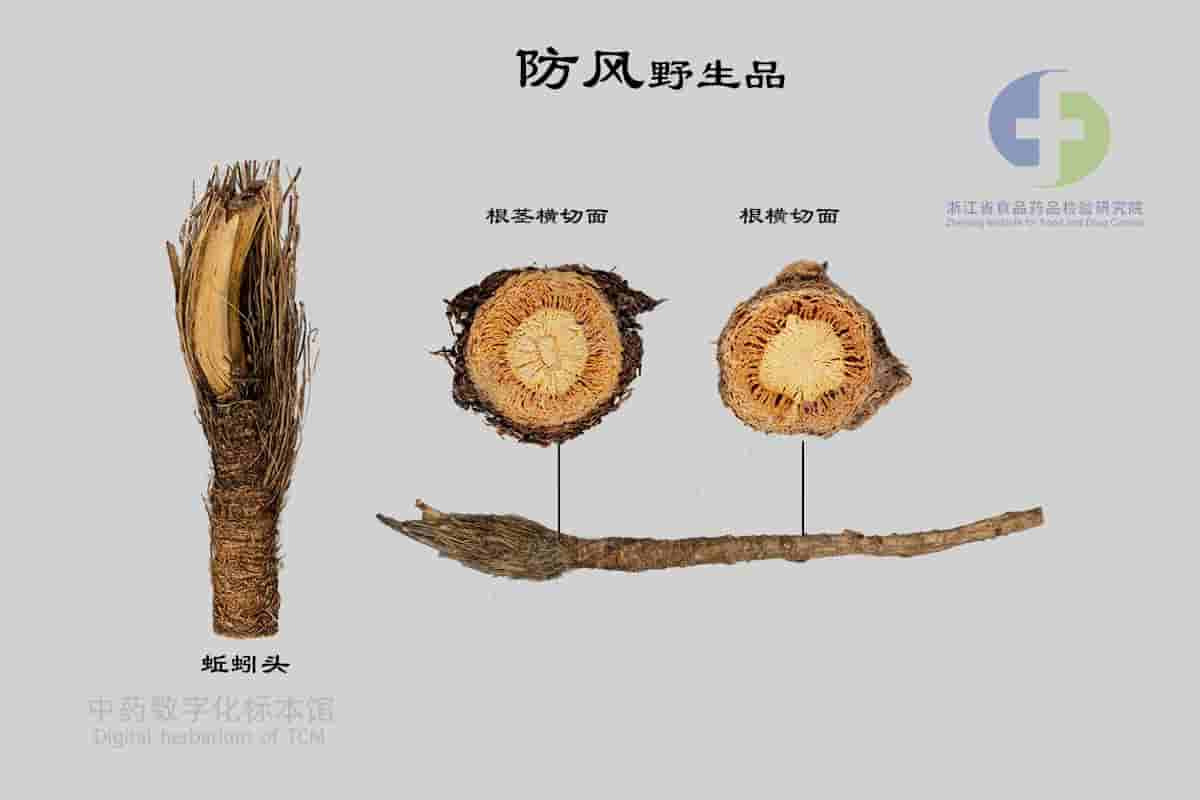 防风野生品
浙江省食品药品检验研究院
Zhejiang Institute for Food and Drug Control
根茎横切面
根横切面
蚯蚓头
中药数字化标本馆
Digital herbarium of TCM